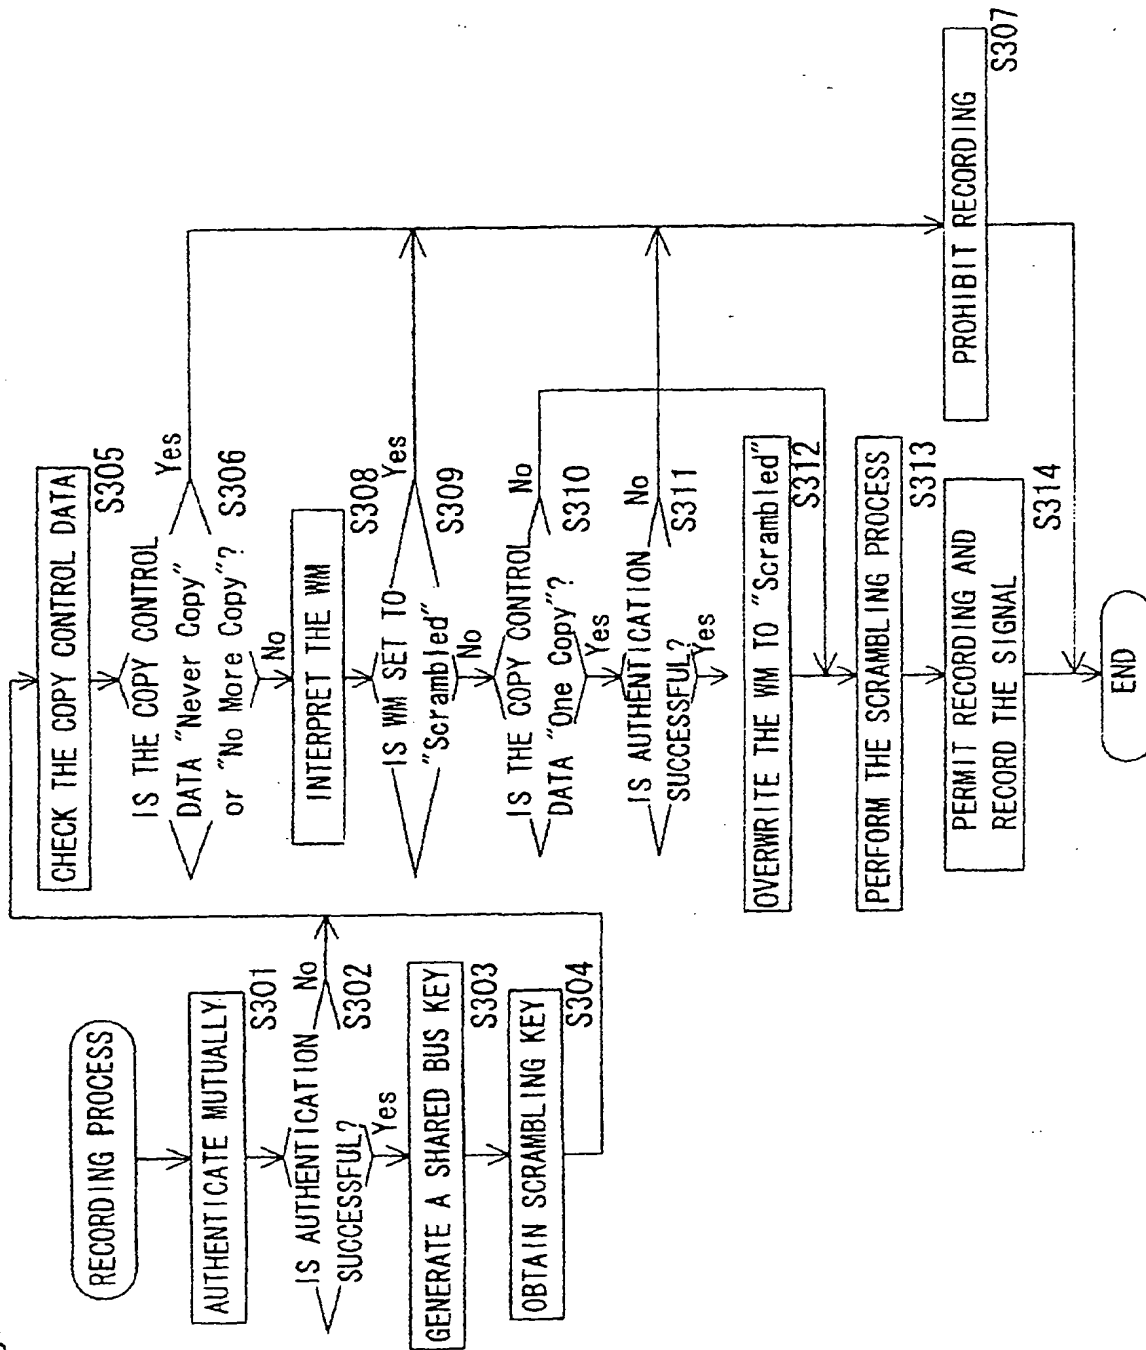 RECORDING PROCESS
AUTHENTICATE MUTUALLY
S301
IS AUTHENTICATION
SUCCESSFUL?
No
S302
Yes
GENERATE A SHARED BUS KEY
S303
OBTAIN SCRAMBLING KEY
S304
CHECK THE COPY CONTROL DATA
S305
IS THE COPY CONTROL
DATA "Never Copy"
or "No More Copy"?
Yes
S306
No
INTERPRET THE WM
S308
IS WM SET TO
"Scrambled"
Yes
S309
No
IS THE COPY CONTROL
DATA "One Copy"?
No
S310
Yes
IS AUTHENTICATION
SUCCESSFUL?
No
S311
Yes
OVERWRITE THE WM TO "Scrambled"
S312
PERFORM THE SCRAMBLING PROCESS
S313
PERMIT RECORDING AND
RECORD THE SIGNAL
S314
PROHIBIT RECORDING
S307
END